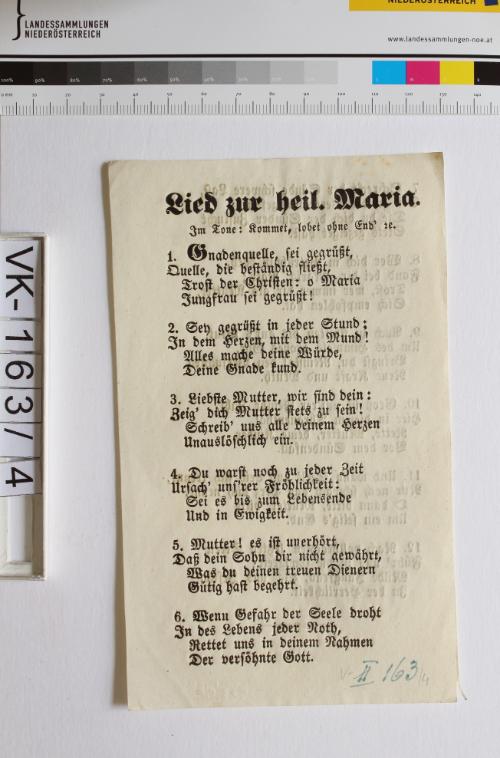 LANDESSAMMLUNGEN
NIEDERÖSTERREICH
NIEDERÖSTERREICH
www.landessammlungen-noe.at
VK-163/4
Lied zur heil. Maria.
Im Tone: Kommet, lobet ohne End' ꝛc.
1. Gnadenquelle, sei gegrüßt,
Quelle, die beständig fließt,
Trost der Christen: o Maria
Jungfrau sei gegrüßt!
2. Sey gegrüßt in jeder Stund;
In dem Herzen, mit dem Mund!
Alles mache deine Würde,
Deine Gnade kund.
3. Liebste Mutter, wir sind dein:
Zeig' dich Mutter stets zu sein!
Schreib' uns alle deinem Herzen
Unauslöschlich ein.
4. Du warst noch zu jeder Zeit
Ursach' uns'rer Fröhlichkeit:
Sei es bis zum Lebensende
Und in Ewigkeit.
5. Mutter! es ist unerhört,
Daß dein Sohn dir nicht gewährt,
Was du deinen treuen Dienern
Gütig hast begehrt.
6. Wenn Gefahr der Seele droht
In des Lebens jeder Noth,
Rettet uns in deinem Nahmen
Der versöhnte Gott.
V-II 163/4